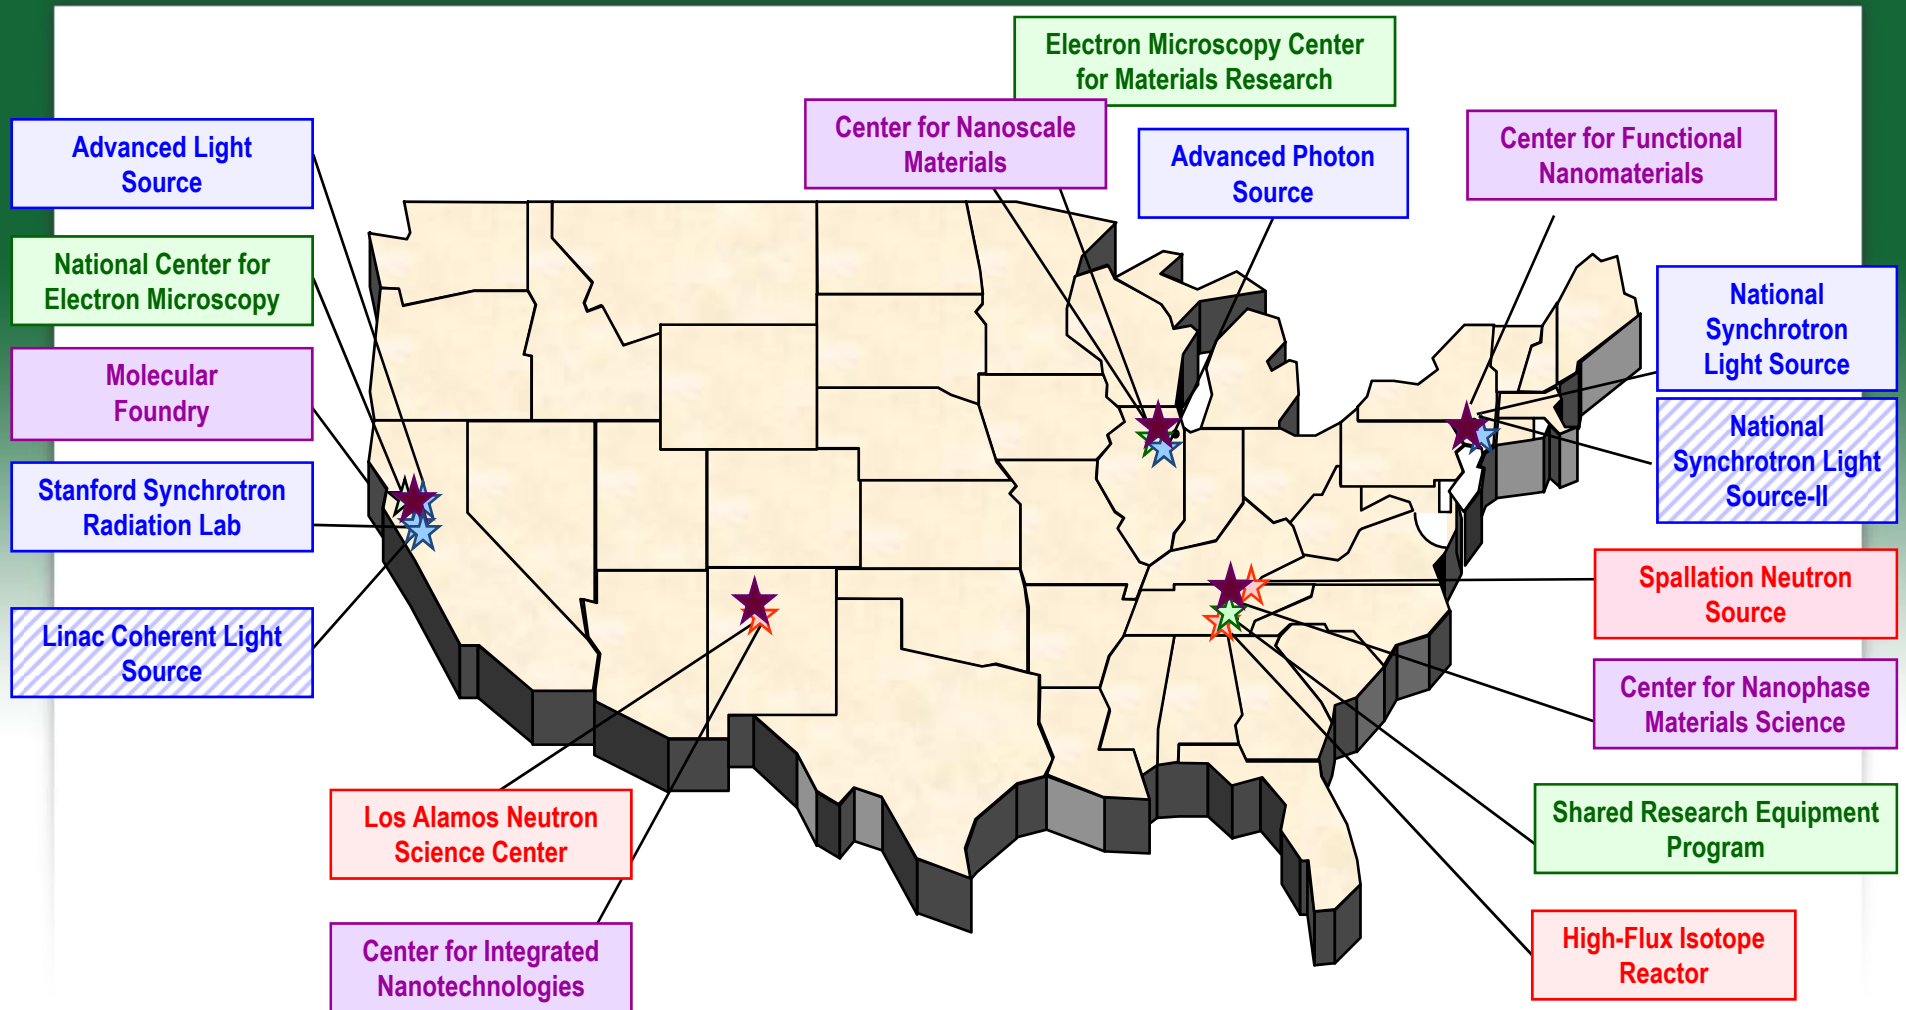 Electron Microscopy Center
for Materials Research
Center for Nanoscale
Materials
Advanced Photon
Source
Center for Functional
Nanomaterials
Advanced Light
Source
National Center for
Electron Microscopy
Molecular
Foundry
Stanford Synchrotron
Radiation Lab
Linac Coherent Light
Source
National
Synchrotron
Light Source
National
Synchrotron Light
Source-II
Spallation Neutron
Source
Center for Nanophase
Materials Science
Shared Research Equipment
Program
High-Flux Isotope
Reactor
Los Alamos Neutron
Science Center
Center for Integrated
Nanotechnologies